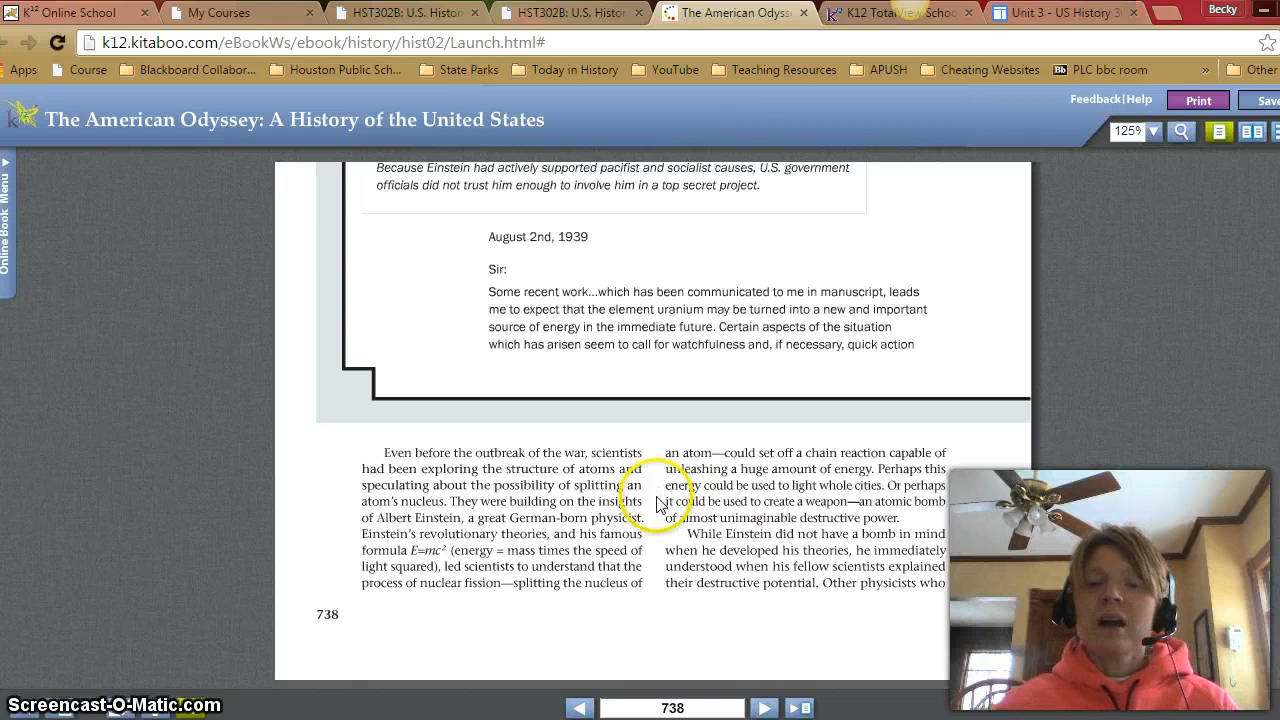 K¹² Online School
My Courses
HST302B: U.S. Histor
HST302B: U.S. Histor
The American Odysse
K12 TotalView School
Unit 3 - US History 30
Becky
k12.kitaboo.com/eBookWs/ebook/history/hist02/Launch.html#
Apps
Course
Blackboard Collabor...
Houston Public Sch...
State Parks
Today in History
YouTube
Teaching Resources
APUSH
Cheating Websites
Bb PLC bbc room
»
Other
The American Odyssey: A History of the United States
Feedback|Help
Print
Save
125%
Online Book Menu
Because Einstein had actively supported pacifist and socialist causes, U.S. government
officials did not trust him enough to involve him in a top secret project.
August 2nd, 1939
Sir:
Some recent work...which has been communicated to me in manuscript, leads
me to expect that the element uranium may be turned into a new and important
source of energy in the immediate future. Certain aspects of the situation
which has arisen seem to call for watchfulness and, if necessary, quick action
Even before the outbreak of the war, scientists
had been exploring the structure of atoms and
speculating about the possibility of splitting an
atom's nucleus. They were building on the insights
of Albert Einstein, a great German-born physicist.
Einstein's revolutionary theories, and his famous
formula E=mc² (energy = mass times the speed of
light squared), led scientists to understand that the
process of nuclear fission—splitting the nucleus of
an atom—could set off a chain reaction capable of
unleashing a huge amount of energy. Perhaps this
energy could be used to light whole cities. Or perhaps
it could be used to create a weapon—an atomic bomb
of almost unimaginable destructive power.
While Einstein did not have a bomb in mind
when he developed his theories, he immediately
understood when his fellow scientists explained
their destructive potential. Other physicists who
738
Screencast-O-Matic.com
738